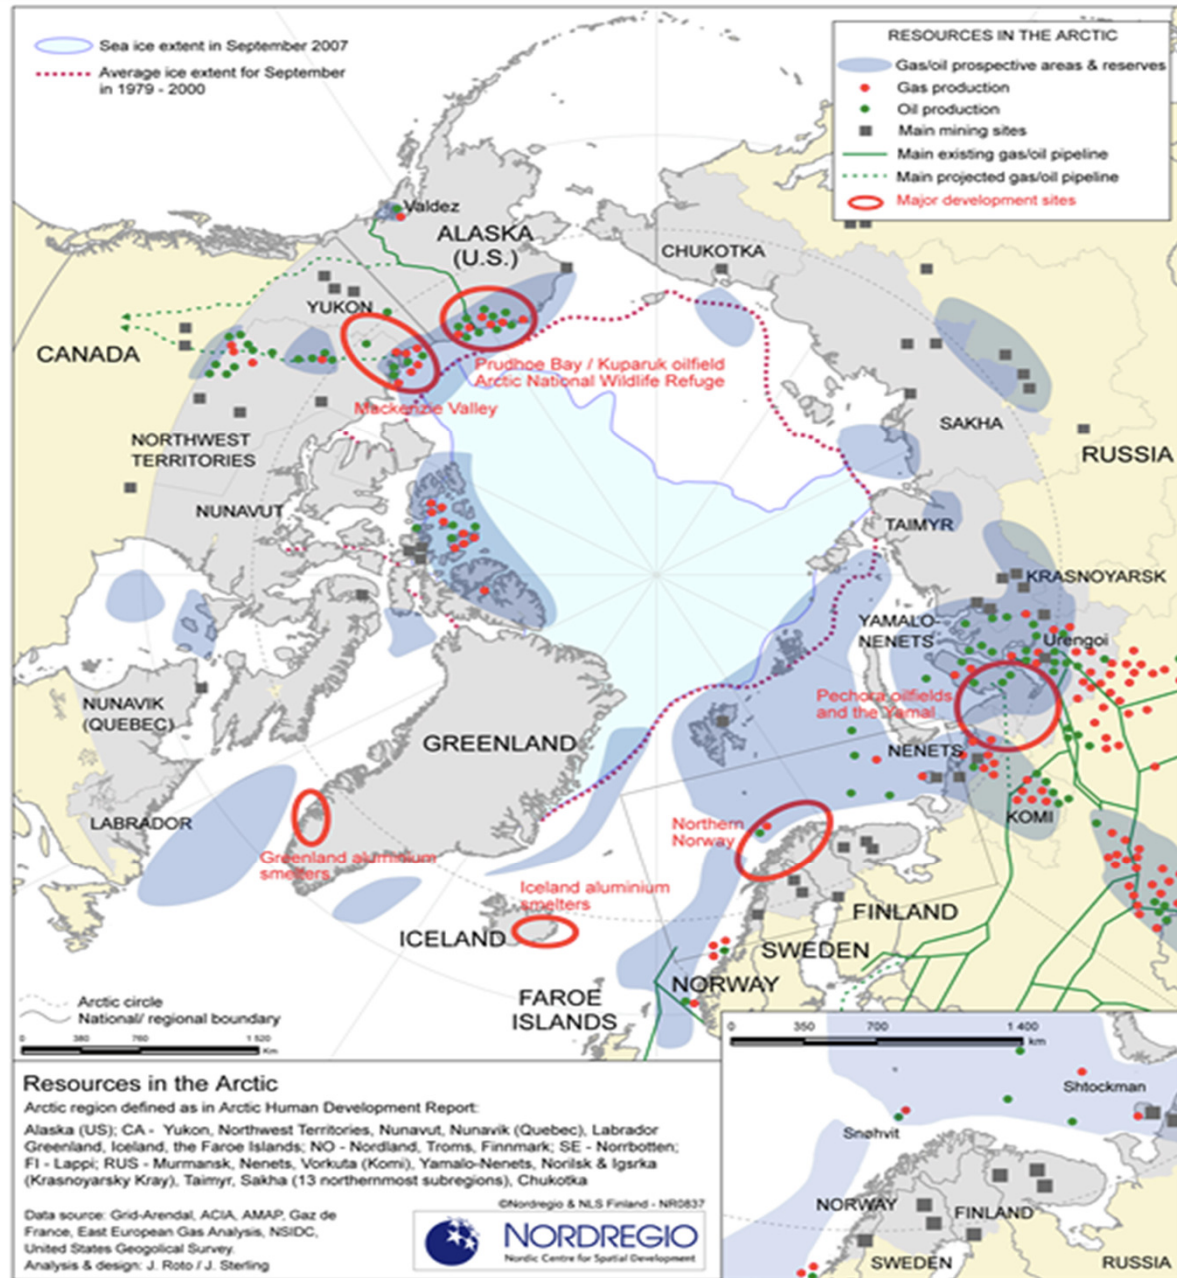 Sea ice extent in September 2007
Average ice extent for September
in 1979 - 2000
RESOURCES IN THE ARCTIC
Gas/oil prospective areas & reserves
Gas production
Oil production
Main mining sites
Main existing gas/oil pipeline
Main projected gas/oil pipeline
Major development sites
Valdez
ALASKA
(U.S.)
CHUKOTKA
YUKON
CANADA
Prudhoe Bay / Kuparuk oilfield
Arctic National Wildlife Refuge
Mackenzie Valley
SAKHA
NORTHWEST
TERRITORIES
RUSSIA
NUNAVUT
TAIMYR
KRASNOYARSK
YAMALO-
NENETS
Urengoi
NUNAVIK
(QUEBEC)
Pechora oilfields
and the Yamal
GREENLAND
NENETS
LABRADOR
KOMI
Northern
Norway
Greenland aluminium
smelters
Iceland aluminium
smelters
FINLAND
ICELAND
SWEDEN
NORWAY
FAROE
ISLANDS
Arctic circle
National/ regional boundary
0 380 760 1 520
Km
0 350 700 1 400
km
Shtockman
Snøhvit
NORWAY
FINLAND
SWEDEN
RUSSIA
Resources in the Arctic
Arctic region defined as in Arctic Human Development Report:
Alaska (US); CA - Yukon, Northwest Territories, Nunavut, Nunavik (Quebec), Labrador
Greenland, Iceland, the Faroe Islands; NO - Nordland, Troms, Finnmark; SE - Norrbotten;
FI - Lappi; RUS - Murmansk, Nenets, Vorkuta (Komi), Yamalo-Nenets, Norilsk & Igsrka
(Krasnoyarsky Kray), Taimyr, Sakha (13 northernmost subregions), Chukotka
©Nordregio & NLS Finland - NR0837
Data source: Grid-Arendal, ACIA, AMAP, Gaz de
France, East European Gas Analysis, NSIDC,
United States Geogolical Survey.
Analysis & design: J. Roto / J. Sterling
NORDREGIO
Nordic Centre for Spatial Development